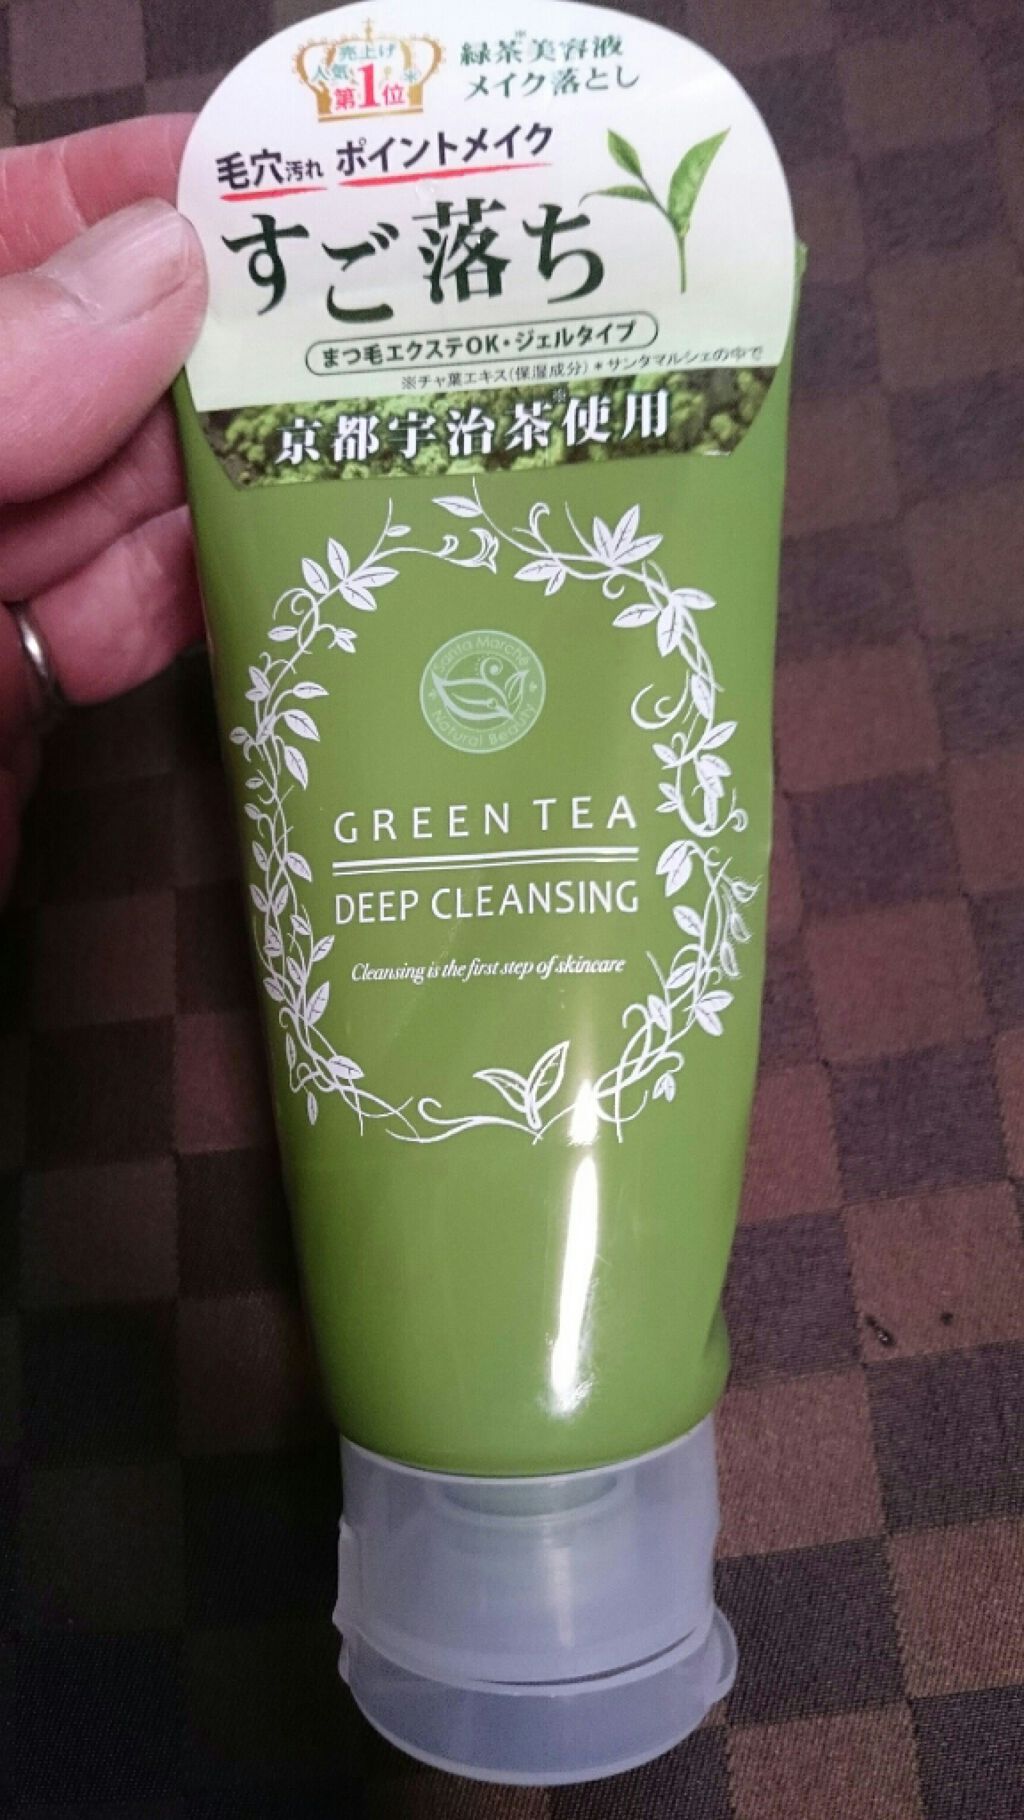 売上げ
人気※
第1位
緑茶※美容液
メイク落とし
毛穴汚れ ポイントメイク
すご落ち
まつ毛エクステOK・ジェルタイプ
※チャ葉エキス(保湿成分) *サンタマルシェの中で
京都宇治茶※使用
Santa Marchē
Natural Beauty
GREEN TEA
DEEP CLEANSING
Cleansing is the first step of skincare